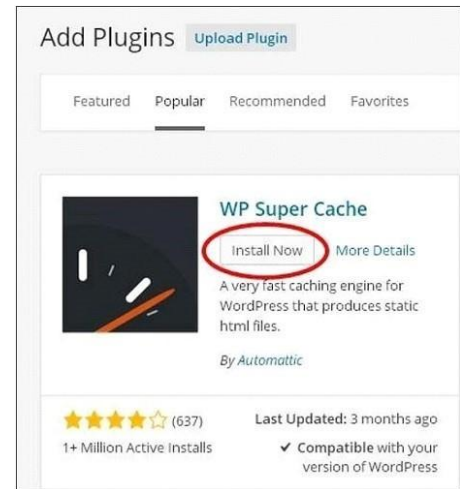 Add Plugins Upload Plugin
Featured Popular Recommended Favorites
WP Super Cache
Install Now More Details
A very fast caching engine for
WordPress that produces static
html files.
By Automattic
(637) Last Updated: 3 months ago
1+ Million Active Installs ✔ Compatible with your
version of WordPress